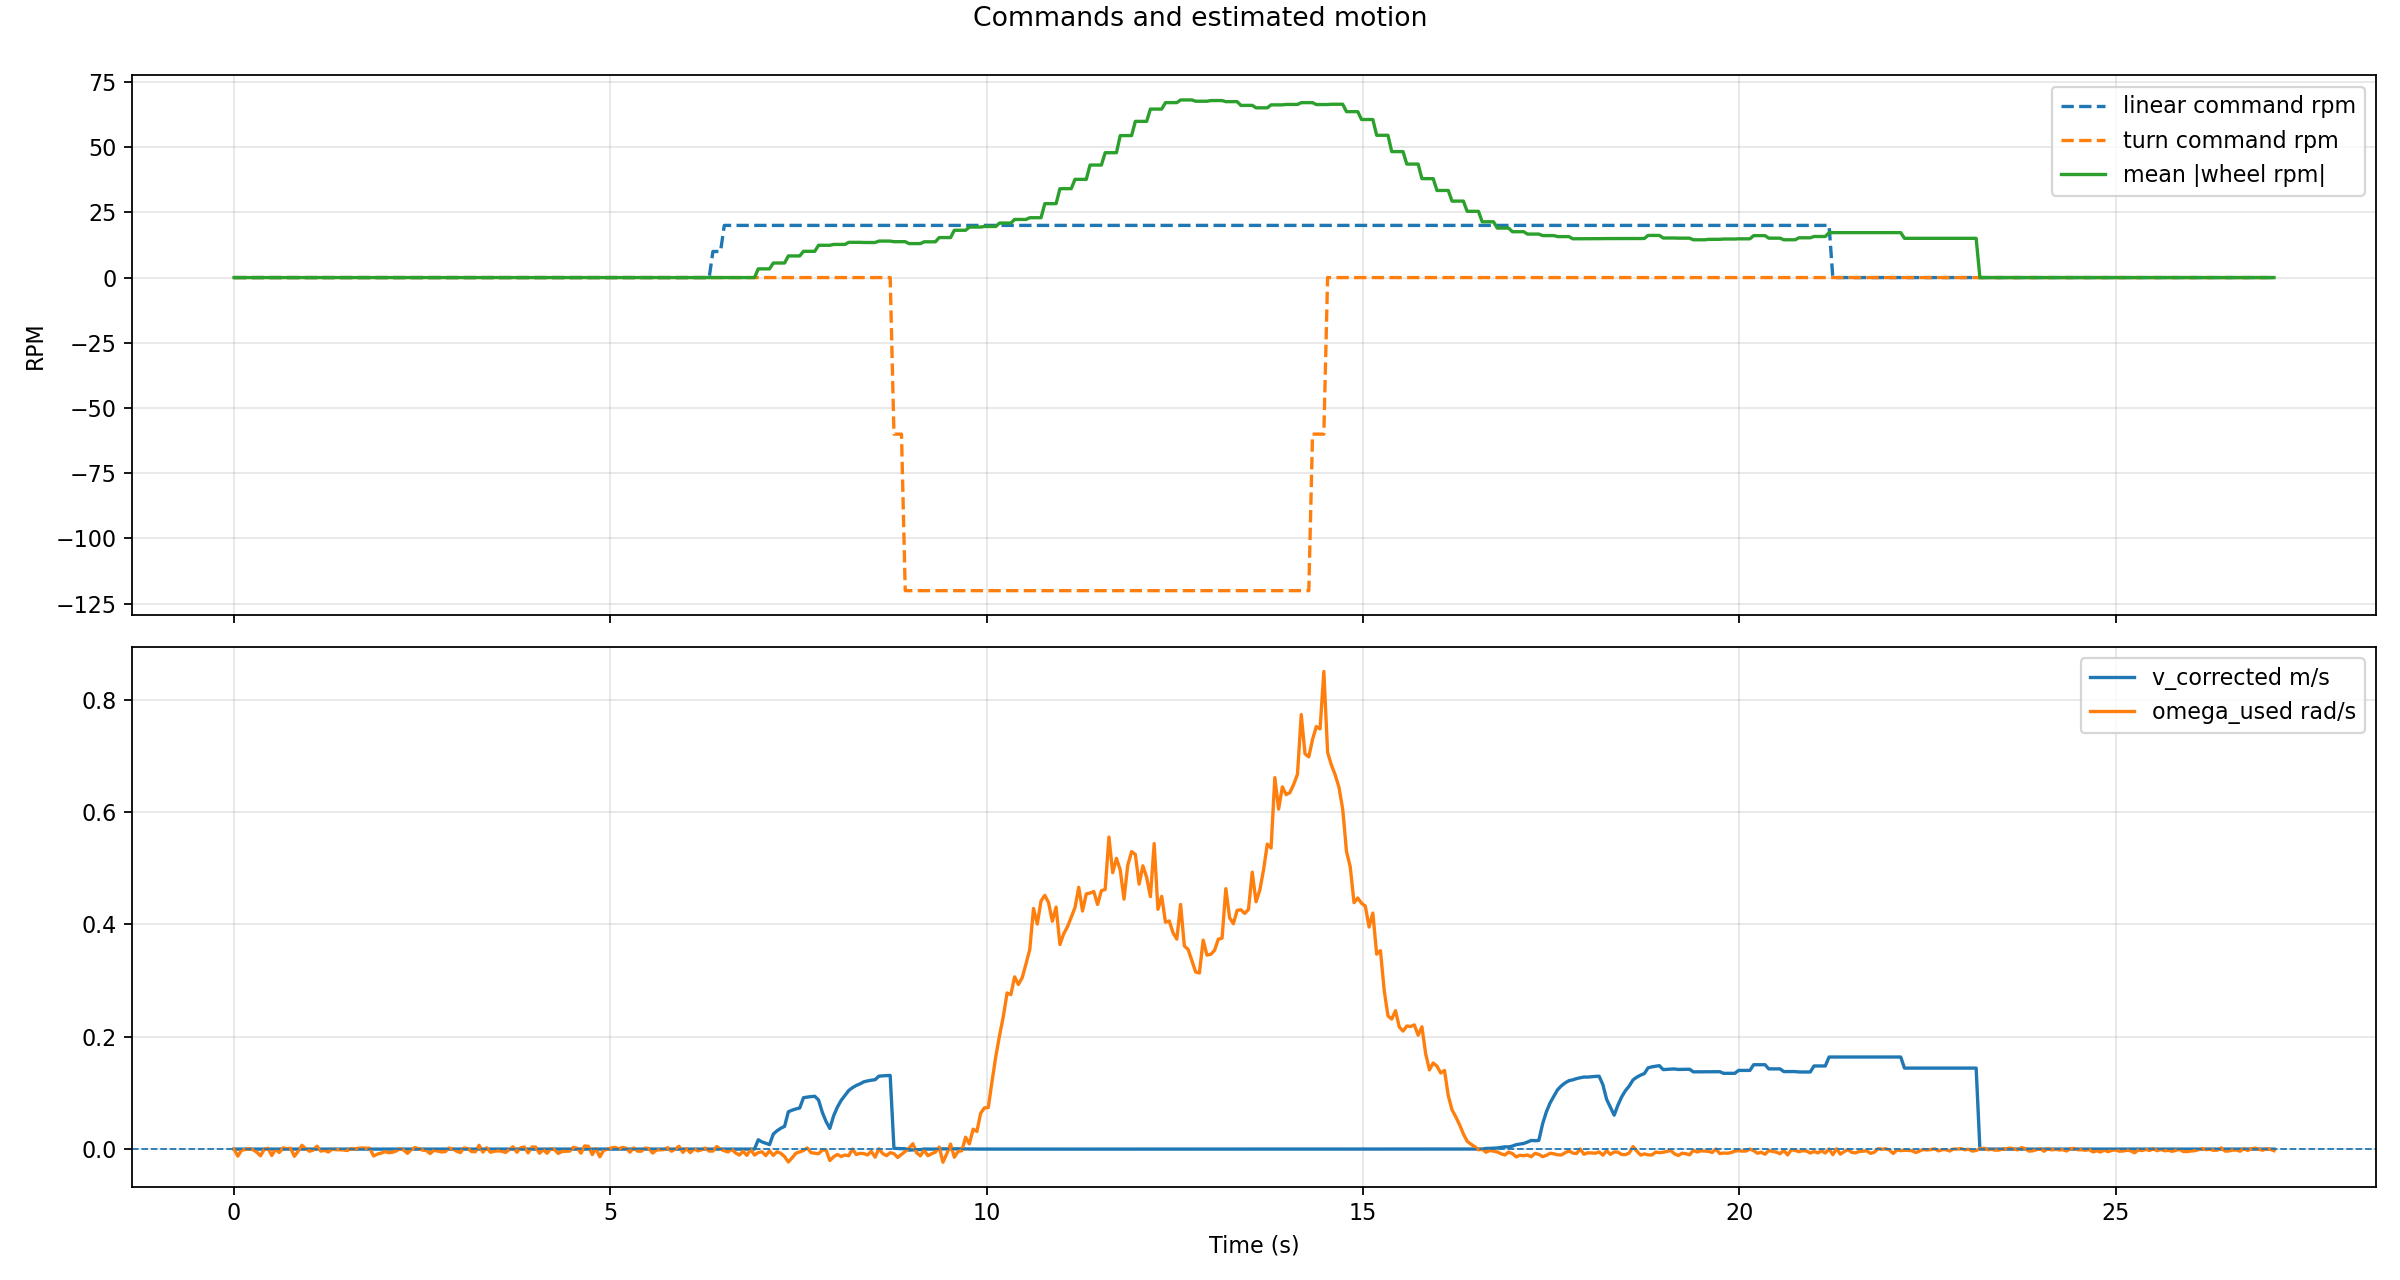 Commands and estimated motion
75
50
25
0
−25
−50
−75
−100
−125
RPM
linear command rpm
turn command rpm
mean |wheel rpm|
0.8
0.6
0.4
0.2
0.0
v_corrected m/s
omega_used rad/s
0 5 10 15 20 25
Time (s)